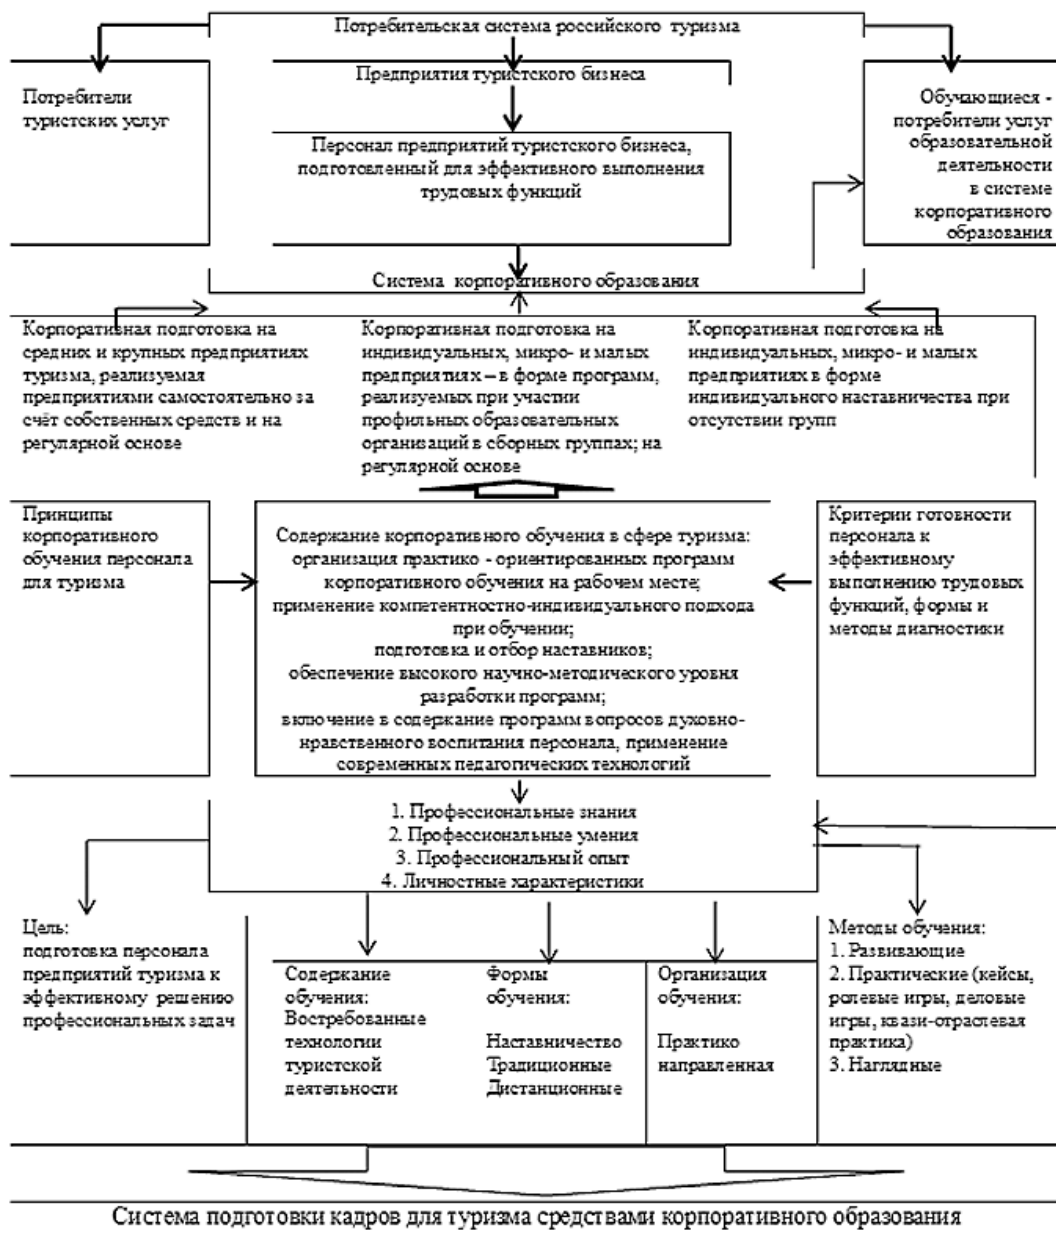 Потребительская система российского туризма
Предприятия туристского бизнеса
Потребители
туристских услуг
Персонал предприятий туристского бизнеса,
подготовленный для эффективного выполнения
трудовых функций
Обучающиеся -
потребители услуг
образовательной
деятельности
в системе
корпоративного
образования
Система корпоративного образования
Корпоративная подготовка на
средних и крупных предприятиях
туризма, реализуемая
предприятиями самостоятельно за
счёт собственных средств и на
регулярной основе
Корпоративная подготовка на
индивидуальных, микро- и малых
предприятиях – в форме программ,
реализуемых при участии
профильных образовательных
организаций в сборных группах; на
регулярной основе
Корпоративная подготовка на
индивидуальных, микро- и малых
предприятиях в форме
индивидуального наставничества при
отсутствии групп
Принципы
корпоративного
обучения персонала
для туризма
Содержание корпоративного обучения в сфере туризма:
организация практико - ориентированных программ
корпоративного обучения на рабочем месте;
применение компетентностно-индивидуального подхода
при обучении;
подготовка и отбор наставников;
обеспечение высокого научно-методического уровня
разработки программ;
включение в содержание программ вопросов духовно-
нравственного воспитания персонала, применение
современных педагогических технологий
Критерии готовности
персонала к
эффективному
выполнению трудовых
функций, формы и
методы диагностики
1. Профессиональные знания
2. Профессиональные умения
3. Профессиональный опыт
4. Личностные характеристики
Цель:
подготовка персонала
предприятий туризма к
эффективному решению
профессиональных задач
Содержание
обучения:
Востребованные
технологии
туристской
деятельности
Формы
обучения:
Наставничество
Традиционные
Дистанционные
Организация
обучения:
Практико
направленная
Методы обучения:
1. Развивающие
2. Практические (кейсы,
ролевые игры, деловые
игры, квази-отраслевая
практика)
3. Наглядные
Система подготовки кадров для туризма средствами корпоративного образования